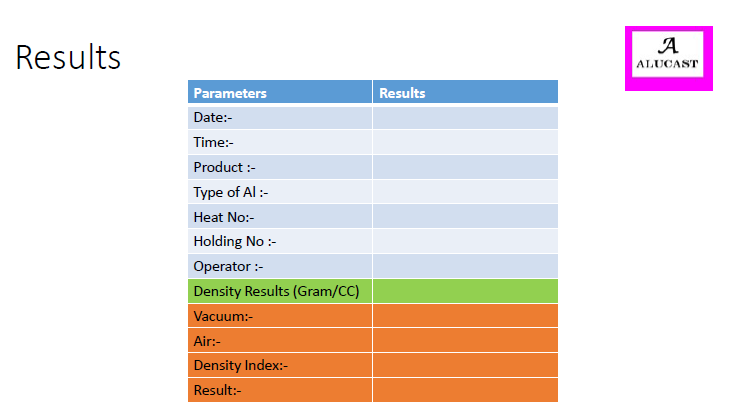 Results
A
ALUCAST
Parameters Results
Date:-
Time:-
Product :-
Type of Al :-
Heat No:-
Holding No :-
Operator :-
Density Results (Gram/CC)
Vacuum:-
Air:-
Density Index:-
Result:-